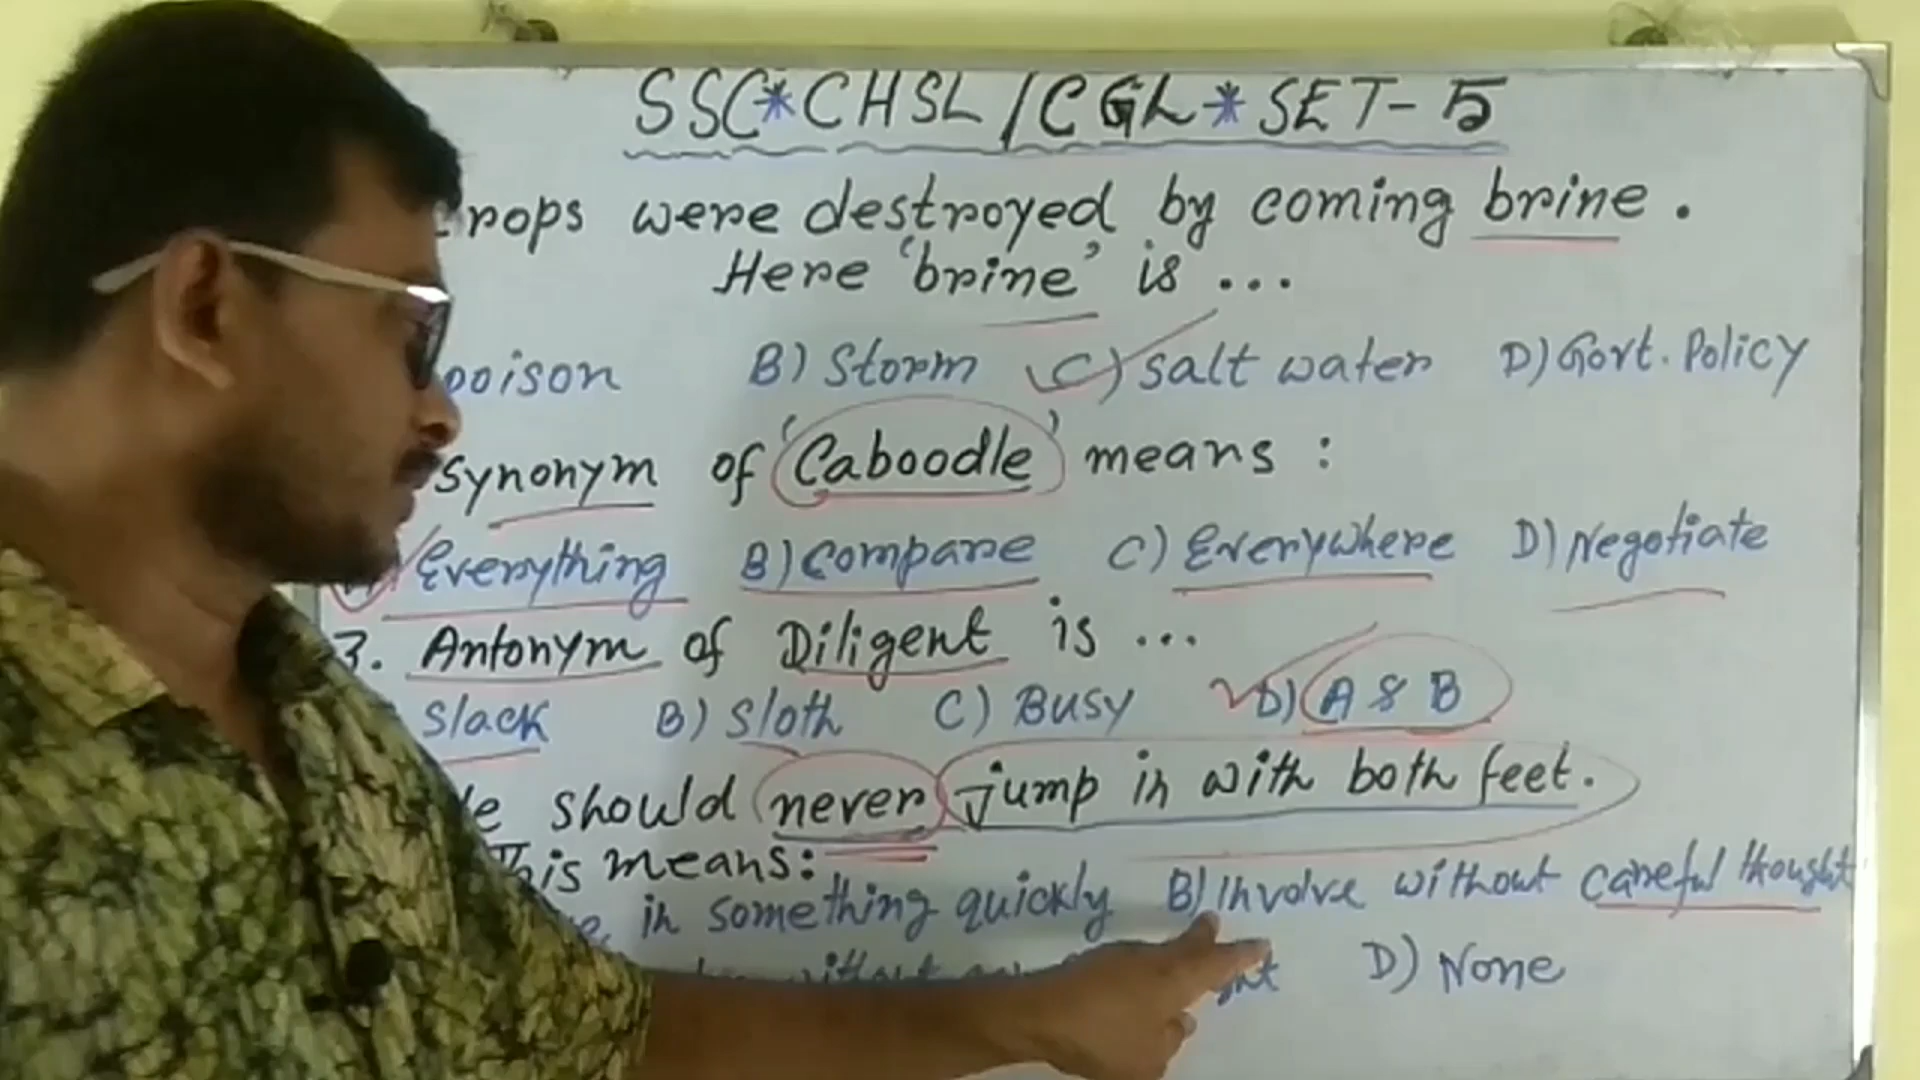 SSC*CHSL/CGL*SET-5
rops were destroyed by coming brine.
Here 'brine' is ...
poison B) Storm C) salt water D) Govt. Policy
Synonym of 'Caboodle' means :
A) Everything B) Compare C) Everywhere D) Negotiate
3. Antonym of Diligent is ...
Slack B) Sloth C) Busy D) A & B
e should never jump in with both feet.
This means:
in something quickly B) Involve without careful thought
without D) None